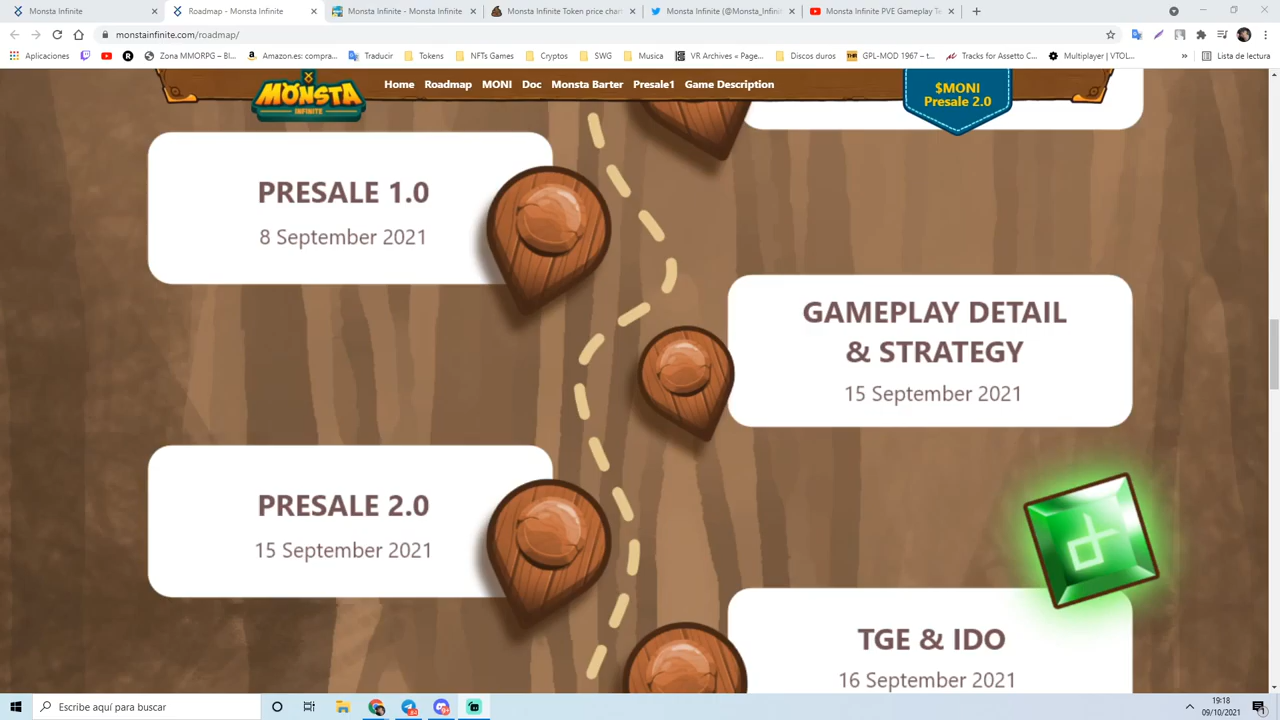 Monsta Infinite
Roadmap - Monsta Infinite
Monsta Infinite - Monsta Infinite
Monsta Infinite Token price char
Monsta Infinite (@Monsta_Infinit
Monsta Infinite PVE Gameplay Te
monstainfinite.com/roadmap/
Aplicaciones
Zona MMORPG – Bl...
Amazon.es: compra...
Traducir
Tokens
NFTs Games
Cryptos
SWG
Musica
VR Archives « Page...
Discos duros
GPL-MOD 1967 – t...
Tracks for Assetto C...
Multiplayer | VTOL...
»
Lista de lectura
MONSTA
INFINITE
Home
Roadmap
MONI
Doc
Monsta Barter
Presale1
Game Description
$MONI
Presale 2.0
PRESALE 1.0
8 September 2021
GAMEPLAY DETAIL
& STRATEGY
15 September 2021
PRESALE 2.0
15 September 2021
TGE & IDO
16 September 2021
Escribe aquí para buscar
19:18
09/10/2021